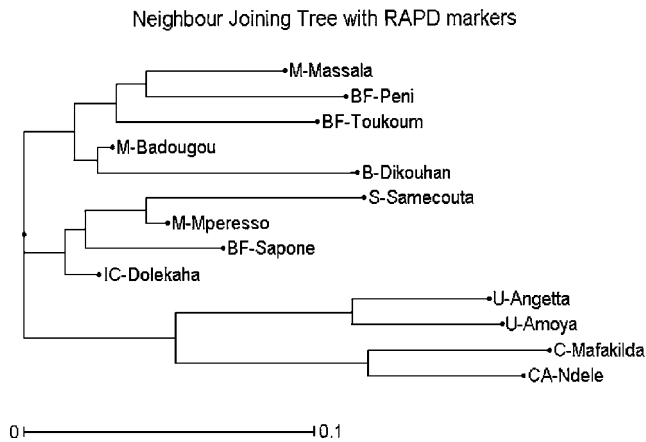 Neighbour Joining Tree with RAPD markers
M-Massala
BF-Peni
BF-Toukoum
M-Badougou
B-Dikouhan
S-Samecouta
M-Mperesso
BF-Sapone
IC-Dolekaha
U-Angetta
U-Amoya
C-Mafakilda
CA-Ndele
0 0.1